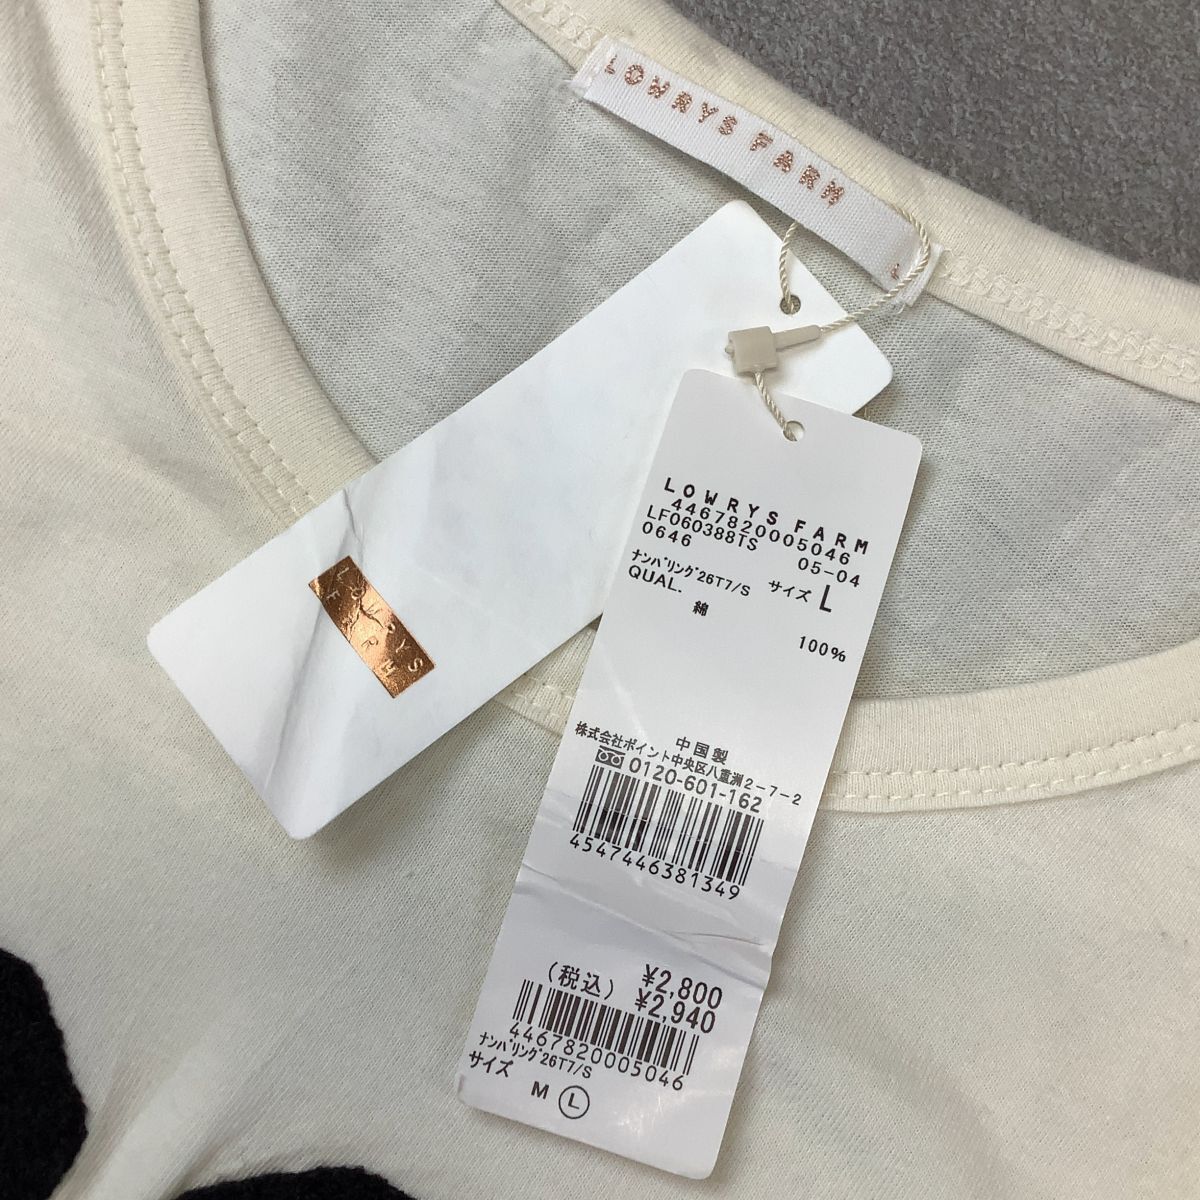 LOWRYS FARM
L
LOWRYS
FARM
LOWRYS FARM
4467820005046
LF060388TS 05-04
0646
ﾅﾝﾊﾞﾘﾝｸﾞ26T7/S サイズ L
QUAL.
綿 100%
中国製
株式会社ポイント中央区八重洲2-7-2
0120-601-162
4547446381349
¥2,800
(税込) ¥2,940
4467820005046
ﾅﾝﾊﾞﾘﾝｸﾞ26T7/S
サイズ M L